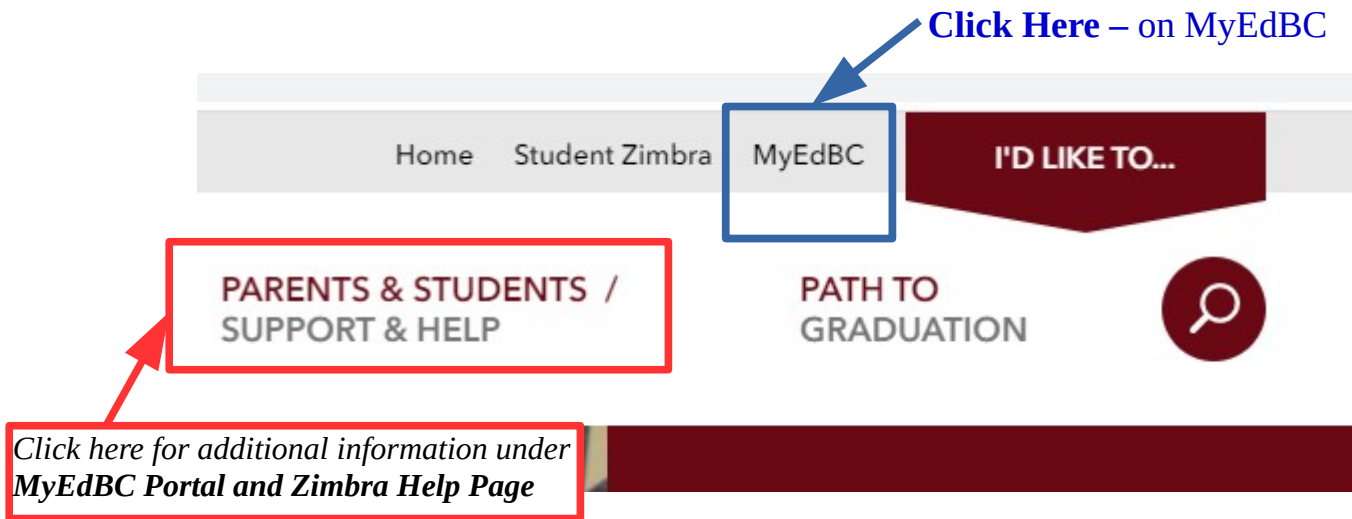 Click Here – on MyEdBC
Home Student Zimbra MyEdBC I'D LIKE TO...
PARENTS & STUDENTS / PATH TO
SUPPORT & HELP GRADUATION
Click here for additional information under
MyEdBC Portal and Zimbra Help Page